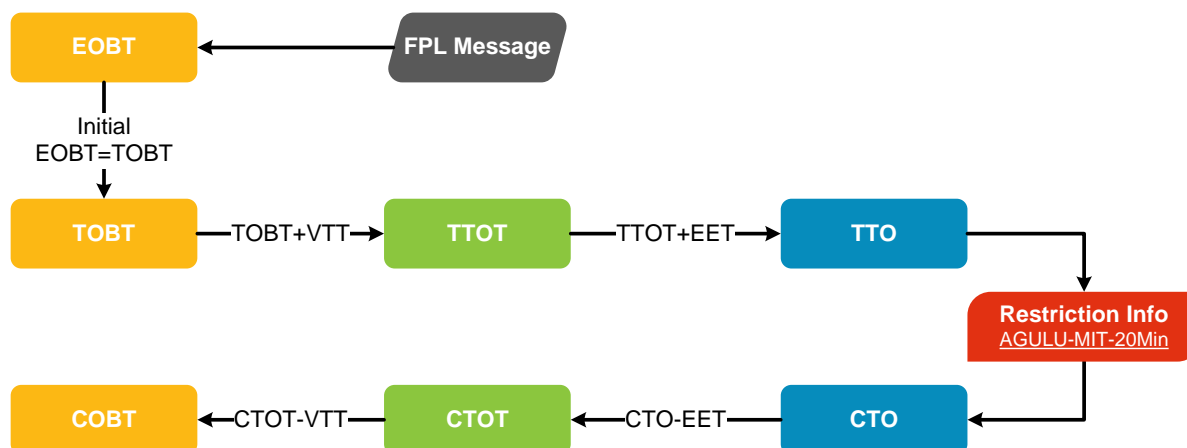 EOBT
FPL Message
Initial
EOBT=TOBT
TOBT
TOBT+VTT
TTOT
TTOT+EET
TTO
Restriction Info
AGULU-MIT-20Min
COBT
CTOT-VTT
CTOT
CTO-EET
CTO